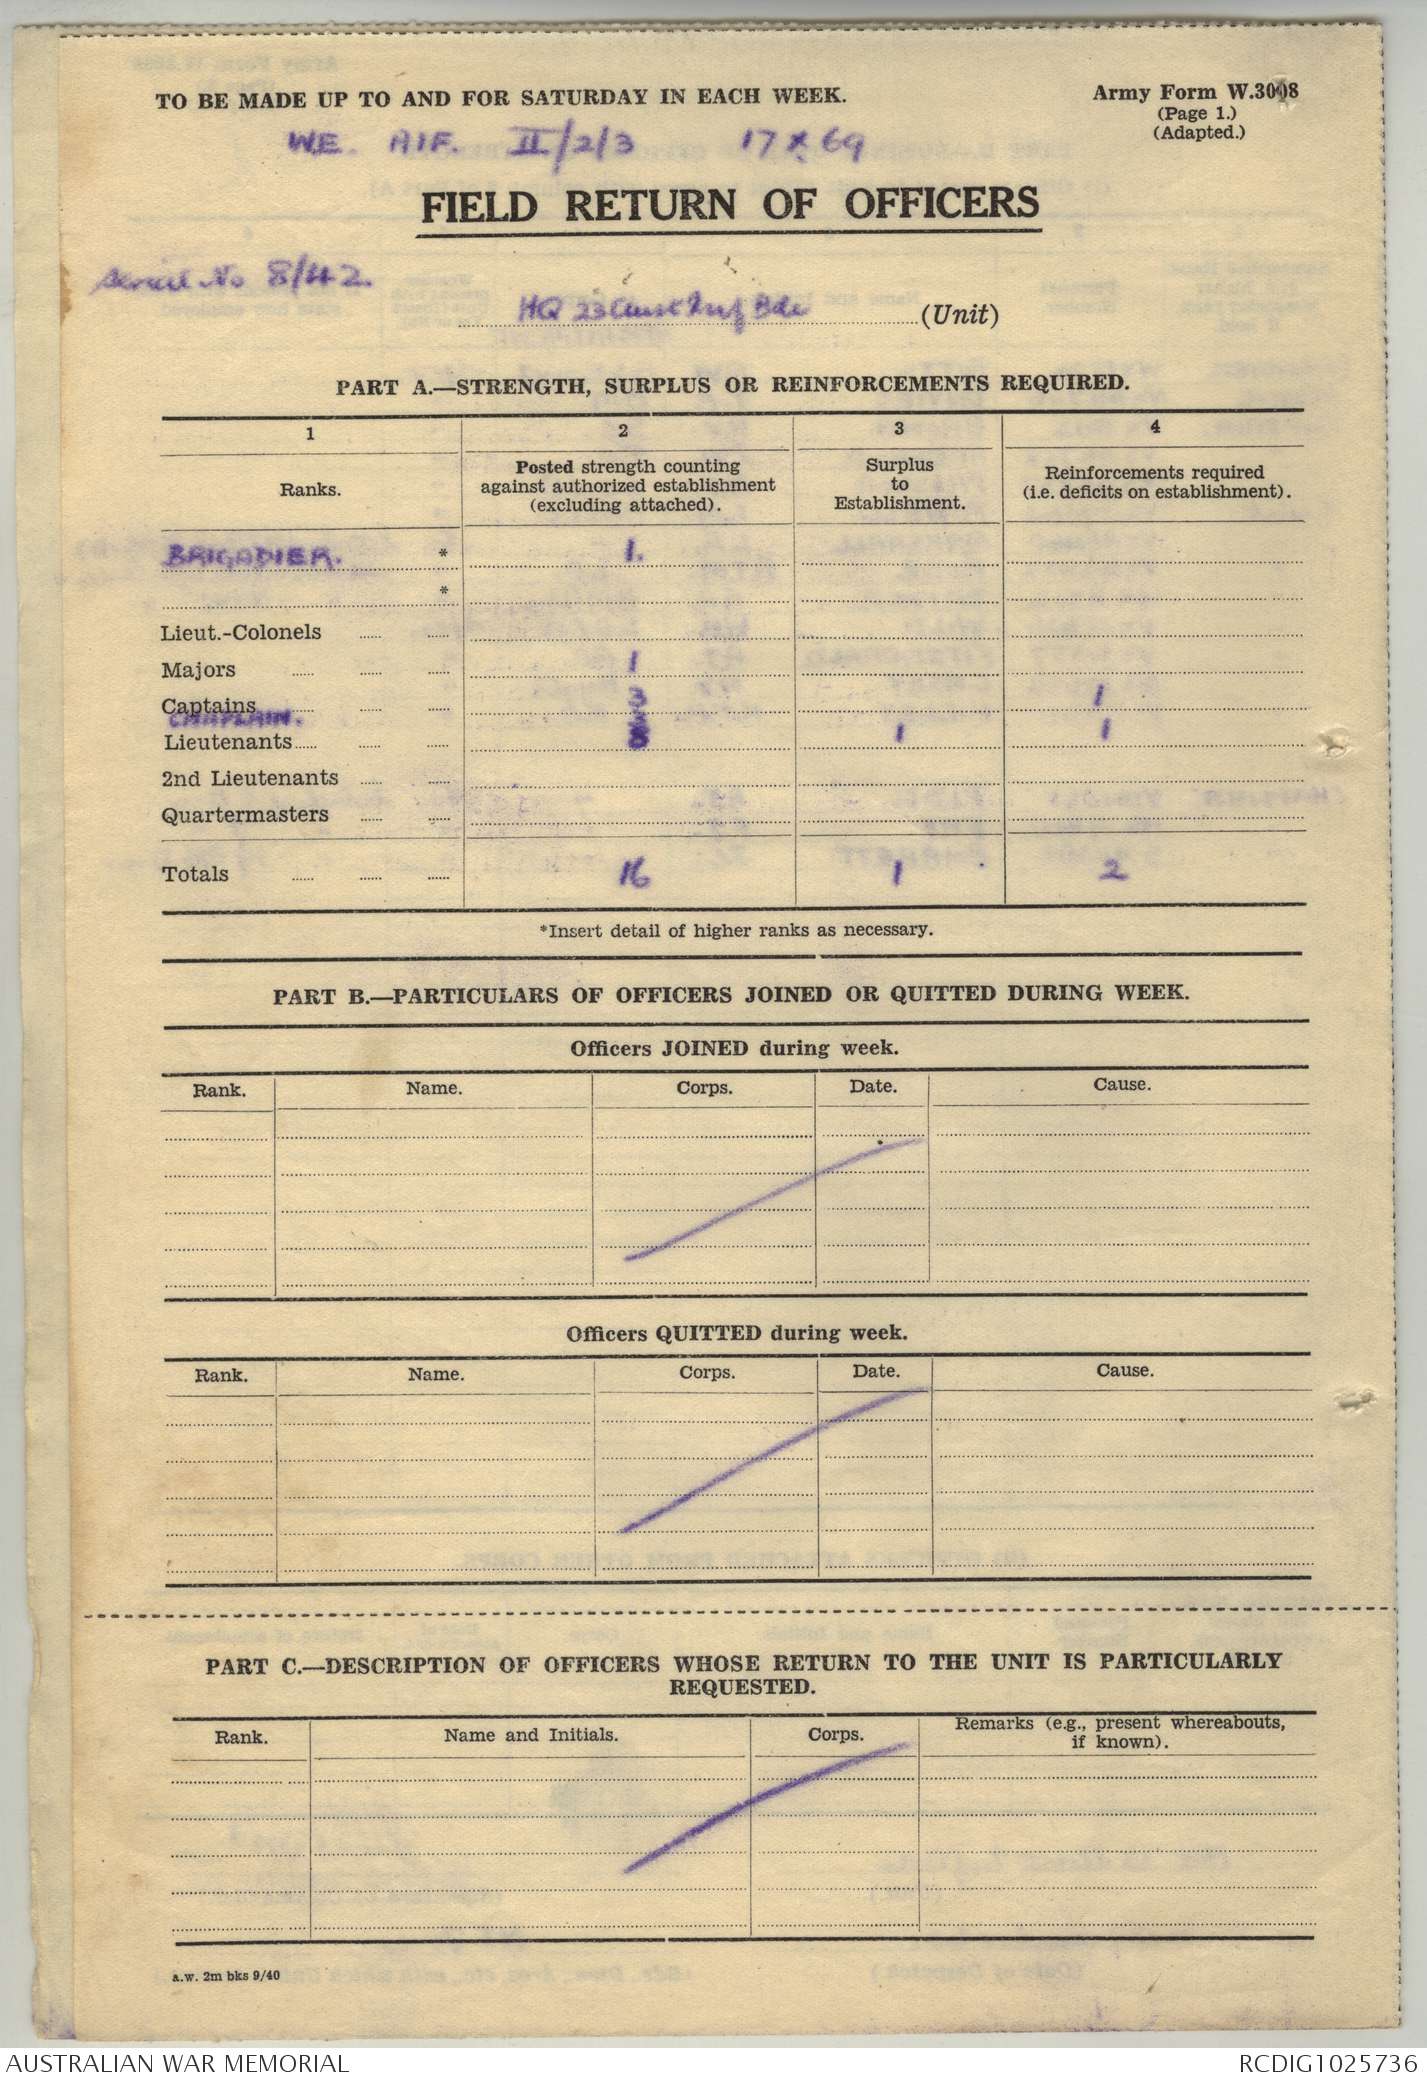 TO BE MADE UP TO AND FOR SATURDAY IN EACH WEEK.
Army Form W.3008
(Page 1.)
(Adapted.)
W.E. AIF. II/2/3 17 x 69
FIELD RETURN OF OFFICERS
Serial No 8/42.
HQ 23 Aust Inf Bde (Unit)
PART A.—STRENGTH, SURPLUS OR REINFORCEMENTS REQUIRED.
1 2 3 4
Ranks. Posted strength counting against authorized establishment (excluding attached). Surplus to Establishment. Reinforcements required (i.e. deficits on establishment).
BRIGADIER. * 1.
*
Lieut.-Colonels
Majors 1
Captains 3 1
CHAPLAIN. 3
Lieutenants 8 1 1
2nd Lieutenants
Quartermasters
Totals 16 1 2
*Insert detail of higher ranks as necessary.
PART B.—PARTICULARS OF OFFICERS JOINED OR QUITTED DURING WEEK.
Officers JOINED during week.
Rank. Name. Corps. Date. Cause.
Officers QUITTED during week.
Rank. Name. Corps. Date. Cause.
PART C.—DESCRIPTION OF OFFICERS WHOSE RETURN TO THE UNIT IS PARTICULARLY
REQUESTED.
Rank. Name and Initials. Corps. Remarks (e.g., present whereabouts, if known).
a.w. 2m bks 9/40
AUSTRALIAN WAR MEMORIAL
RCDIG1025736